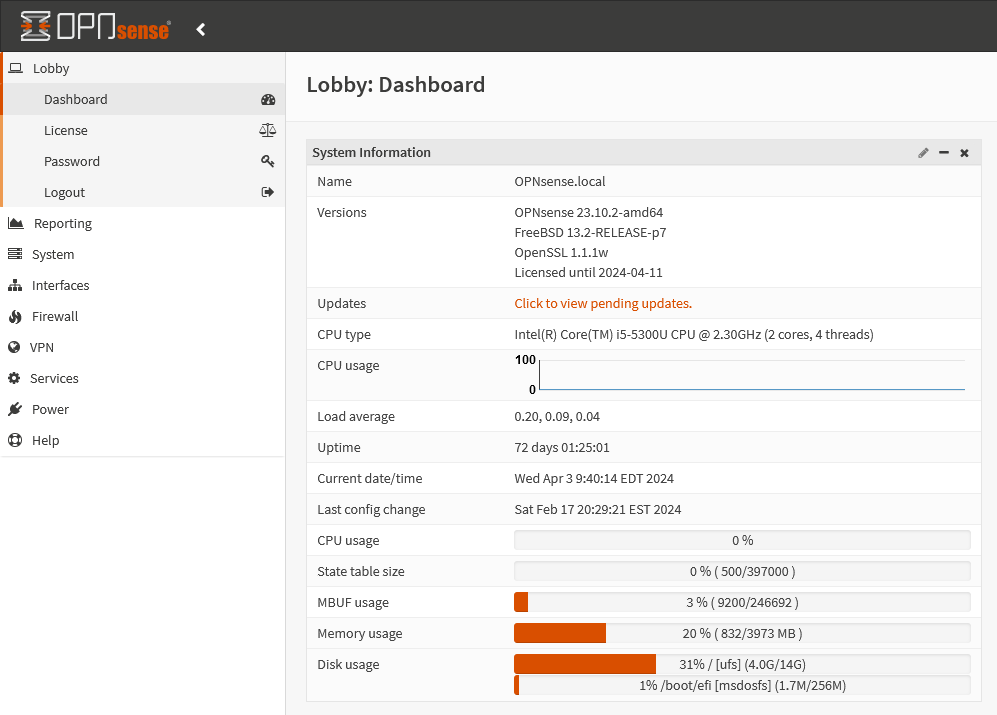 OPNsense®
Lobby
Dashboard
License
Password
Logout
Reporting
System
Interfaces
Firewall
VPN
Services
Power
Help
Lobby: Dashboard
System Information
Name OPNsense.local
Versions OPNsense 23.10.2-amd64
FreeBSD 13.2-RELEASE-p7
OpenSSL 1.1.1w
Licensed until 2024-04-11
Updates Click to view pending updates.
CPU type Intel(R) Core(TM) i5-5300U CPU @ 2.30GHz (2 cores, 4 threads)
CPU usage 100
0
Load average 0.20, 0.09, 0.04
Uptime 72 days 01:25:01
Current date/time Wed Apr 3 9:40:14 EDT 2024
Last config change Sat Feb 17 20:29:21 EST 2024
CPU usage 0 %
State table size 0 % ( 500/397000 )
MBUF usage 3 % ( 9200/246692 )
Memory usage 20 % ( 832/3973 MB )
Disk usage 31% / [ufs] (4.0G/14G)
1% /boot/efi [msdosfs] (1.7M/256M)